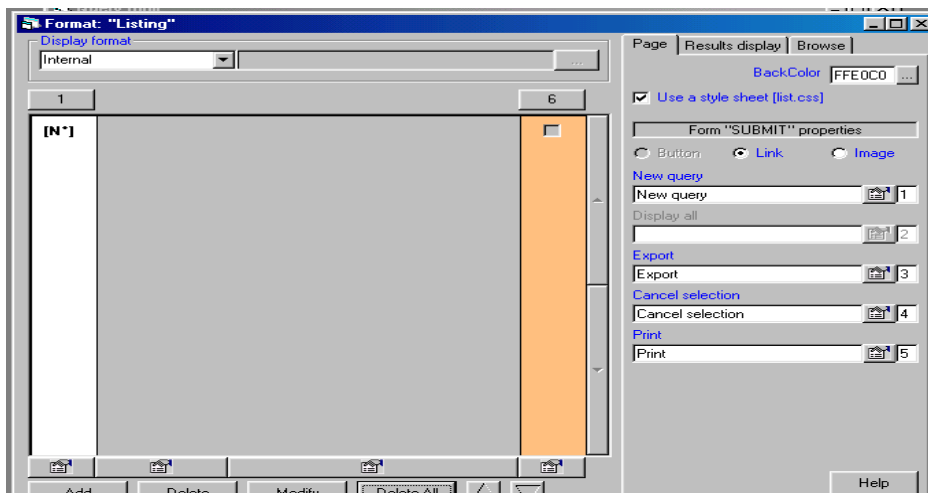 Format: "Listing"
Display format
Internal
...
1
6
[N°]
Add
Delete
Modify
Delete All
Page
Results display
Browse
BackColor
FFE0C0
...
Use a style sheet [list.css]
Form "SUBMIT" properties
Button
Link
Image
New query
New query
1
Display all
2
Export
Export
3
Cancel selection
Cancel selection
4
Print
Print
5
Help